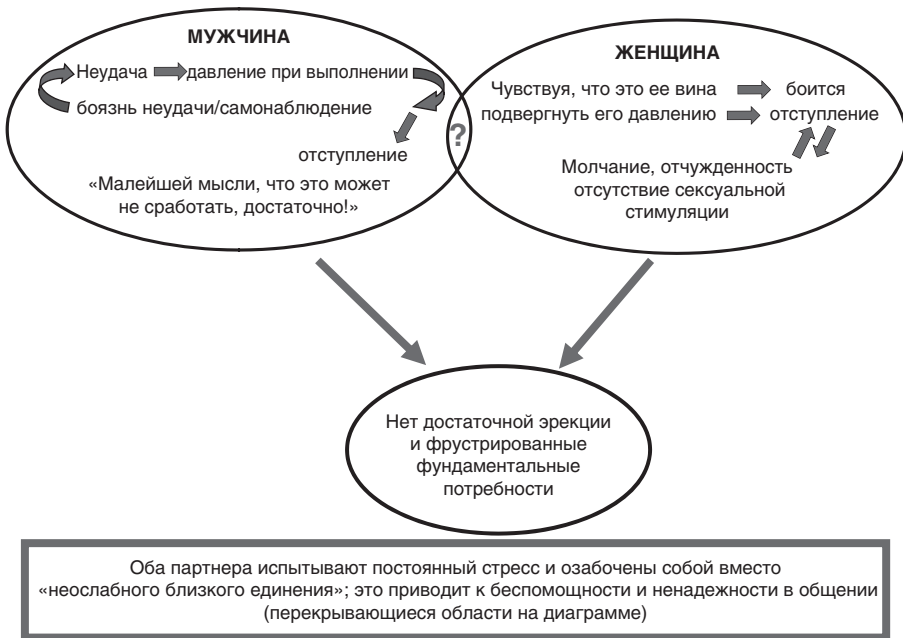 МУЖЧИНА
Неудача давление при выполнении
боязнь неудачи/самонаблюдение
отступление
«Малейшей мысли, что это может
не сработать, достаточно!»
?
ЖЕНЩИНА
Чувствуя, что это ее вина боится
подвергнуть его давлению отступление
Молчание, отчужденность
отсутствие сексуальной
стимуляции
Нет достаточной эрекции
и фрустрированные
фундаментальные
потребности
Оба партнера испытывают постоянный стресс и озабочены собой вместо
«неослабного близкого единения»; это приводит к беспомощности и ненадежности в общении
(перекрывающиеся области на диаграмме)